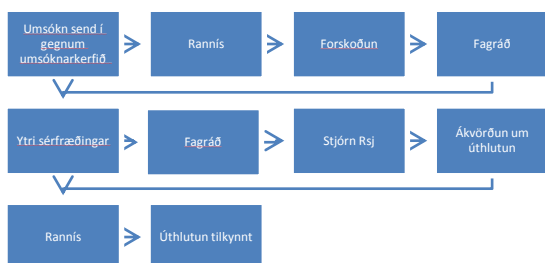 Umsókn send í
gegnum
umsóknarkerfið
Rannís
Forskoðun
Fagráð
Ytri sérfræðingar
Fagráð
Stjórn Rsj
Ákvörðun um
úthlutun
Rannís
Úthlutun tilkynnt